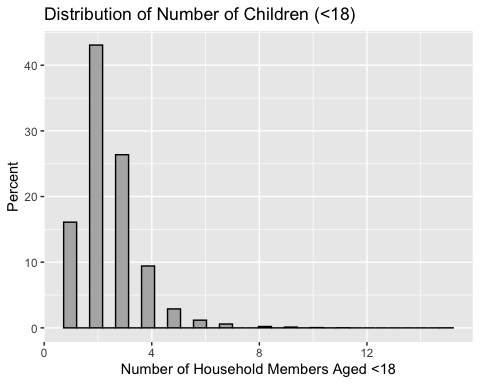 Distribution of Number of Children (<18)
40
30
20
10
0
Percent
0 4 8 12
Number of Household Members Aged <18